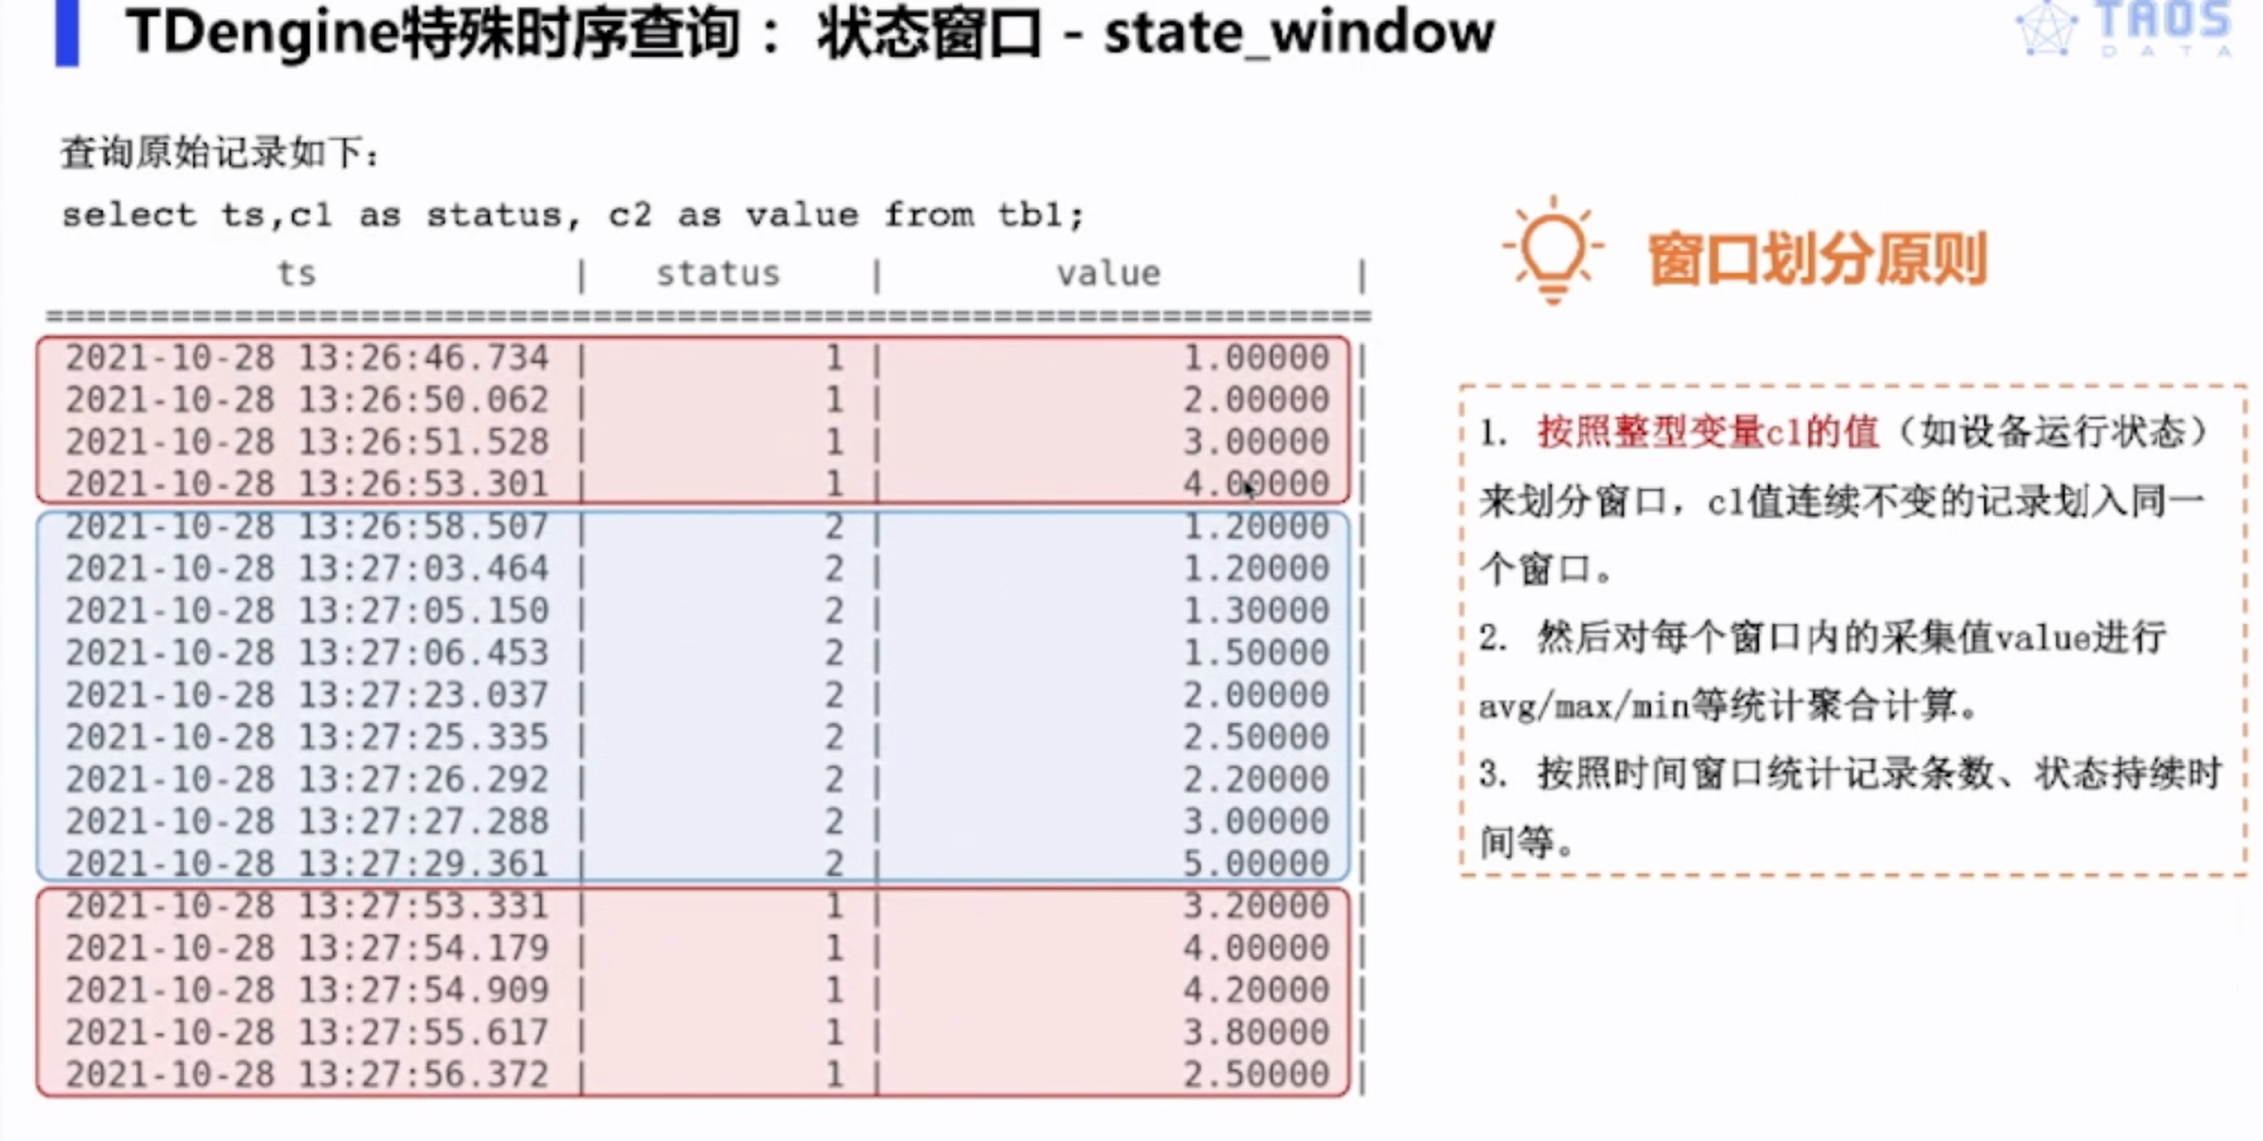 TDengine特殊时序查询： 状态窗口 - state_window
TAOS
DATA
查询原始记录如下：
select ts,c1 as status, c2 as value from tb1;
ts | status | value |
================================================================
2021-10-28 13:26:46.734 | 1 | 1.00000 |
2021-10-28 13:26:50.062 | 1 | 2.00000 |
2021-10-28 13:26:51.528 | 1 | 3.00000 |
2021-10-28 13:26:53.301 | 1 | 4.00000 |
2021-10-28 13:26:58.507 | 2 | 1.20000 |
2021-10-28 13:27:03.464 | 2 | 1.20000 |
2021-10-28 13:27:05.150 | 2 | 1.30000 |
2021-10-28 13:27:06.453 | 2 | 1.50000 |
2021-10-28 13:27:23.037 | 2 | 2.00000 |
2021-10-28 13:27:25.335 | 2 | 2.50000 |
2021-10-28 13:27:26.292 | 2 | 2.20000 |
2021-10-28 13:27:27.288 | 2 | 3.00000 |
2021-10-28 13:27:29.361 | 2 | 5.00000 |
2021-10-28 13:27:53.331 | 1 | 3.20000 |
2021-10-28 13:27:54.179 | 1 | 4.00000 |
2021-10-28 13:27:54.909 | 1 | 4.20000 |
2021-10-28 13:27:55.617 | 1 | 3.80000 |
2021-10-28 13:27:56.372 | 1 | 2.50000 |
窗口划分原则
1. 按照整型变量c1的值（如设备运行状态）
来划分窗口，c1值连续不变的记录划入同一
个窗口。
2. 然后对每个窗口内的采集值value进行
avg/max/min等统计聚合计算。
3. 按照时间窗口统计记录条数、状态持续时
间等。